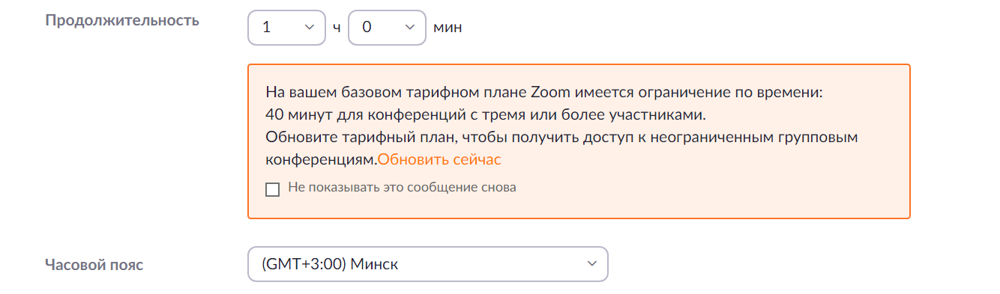 Продолжительность 1 ч 0 мин
На вашем базовом тарифном плане Zoom имеется ограничение по времени:
40 минут для конференций с тремя или более участниками.
Обновите тарифный план, чтобы получить доступ к неограниченным групповым
конференциям.Обновить сейчас
Не показывать это сообщение снова
Часовой пояс (GMT+3:00) Минск